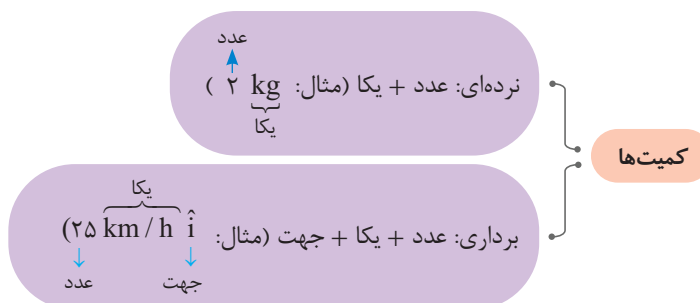 عدد
نرده‌ای: عدد + یکا (مثال: ۲ kg )
یکا
کمیت‌ها
یکا
برداری: عدد + یکا + جهت (مثال: ۲۵ km / h î)
عدد جهت